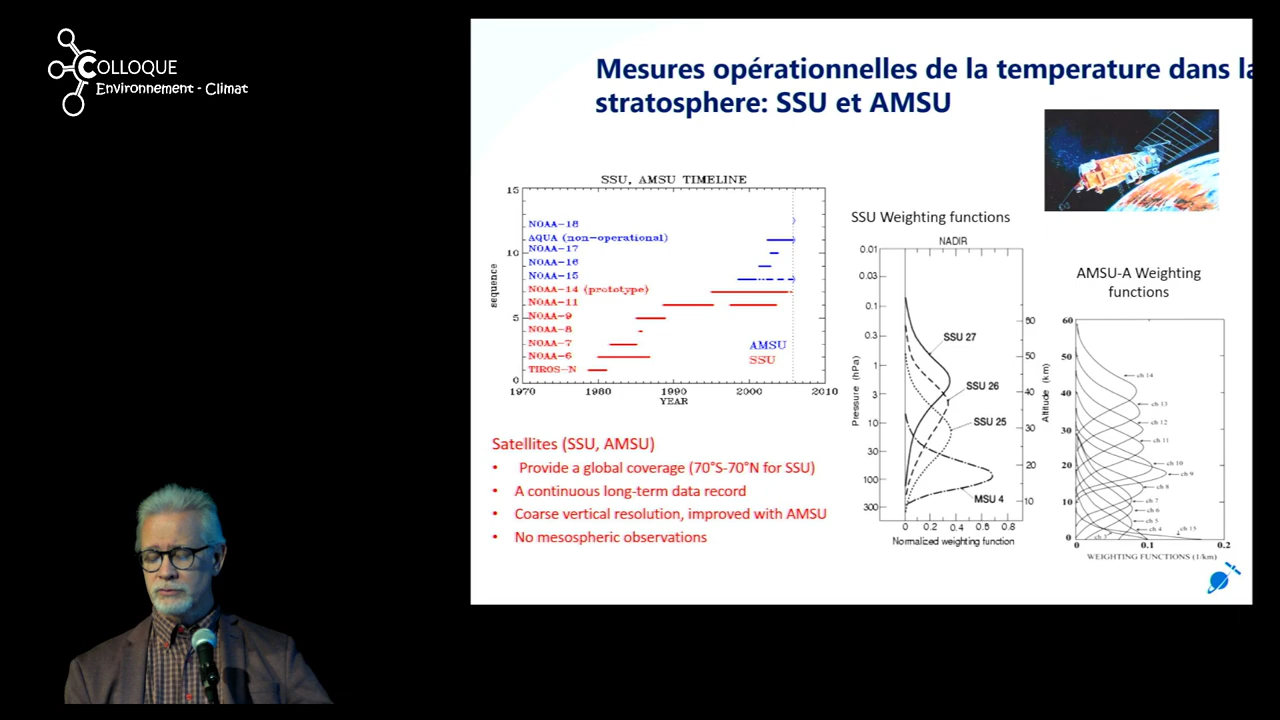 COLLOQUE
Environnement - Climat
Mesures opérationnelles de la temperature dans la
stratosphere: SSU et AMSU
SSU, AMSU TIMELINE
15
10
5
0
sequence
NOAA-18
AQUA (non-operational)
NOAA-17
NOAA-16
NOAA-15
NOAA-14 (prototype)
NOAA-11
NOAA-9
NOAA-8
NOAA-7
NOAA-6
TIROS-N
AMSU
SSU
1970 1980 1990 2000 2010
YEAR
Satellites (SSU, AMSU)
• Provide a global coverage (70°S-70°N for SSU)
• A continuous long-term data record
• Coarse vertical resolution, improved with AMSU
• No mesospheric observations
SSU Weighting functions
NADIR
0.01
0.03
0.1
0.3
1
3
10
30
100
300
Pressure (hPa)
SSU 27
SSU 26
SSU 25
MSU 4
60
50
40
30
20
10
Altitude (km)
0 0.2 0.4 0.6 0.8
Normalized weighting function
AMSU-A Weighting
functions
60
50
40
30
20
10
0
ch 14
ch 13
ch 12
ch 11
ch 10
ch 9
ch 8
ch 7
ch 6
ch 5
ch 4
ch 15
0 0.1 0.2
WEIGHTING FUNCTIONS (1/km)